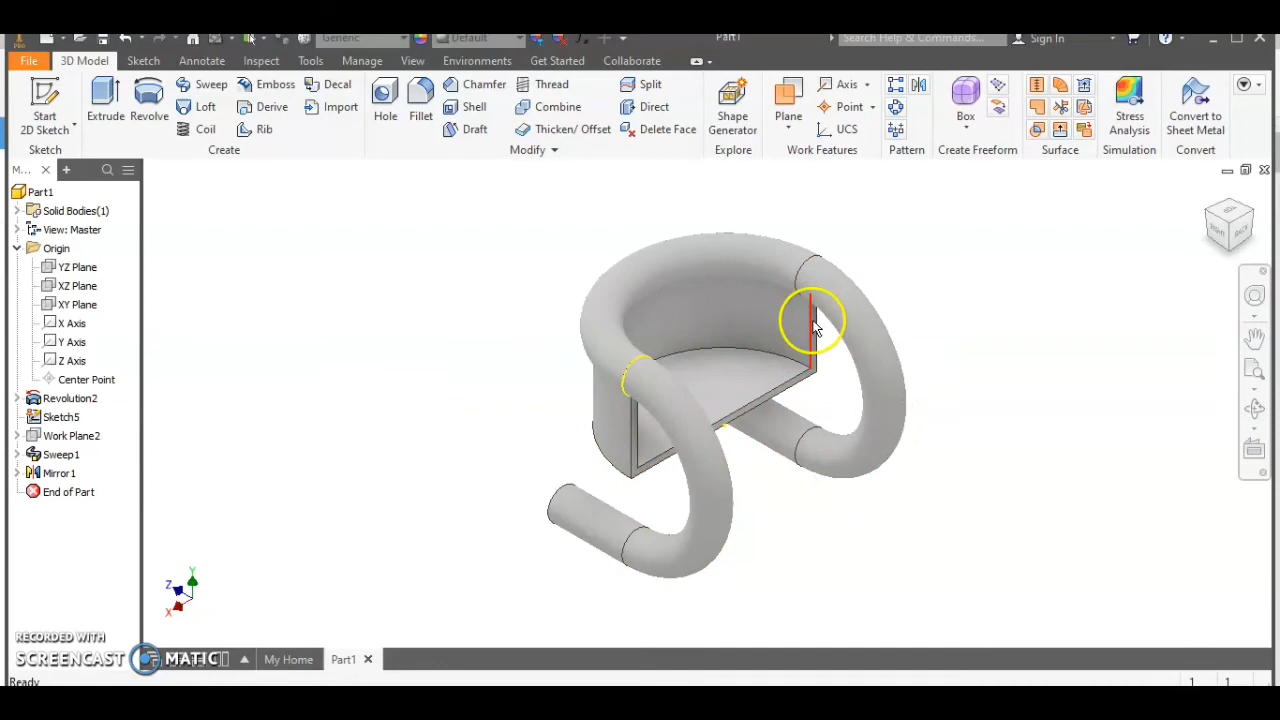 PRO Generic Default Part1 Search Help & Commands... Sign In
File 3D Model Sketch Annotate Inspect Tools Manage View Environments Get Started Collaborate
Start
2D Sketch
Extrude Revolve
Sweep Emboss Decal
Loft Derive Import
Coil Rib
Hole Fillet
Chamfer Thread Combine Split Direct
Shell
Draft Thicken/ Offset Delete Face
Shape
Generator
Plane
Axis
Point
UCS
Box
Stress
Analysis
Convert to
Sheet Metal
Sketch Create Modify Explore Work Features Pattern Create Freeform Surface Simulation Convert
M...
Part1
Solid Bodies(1)
View: Master
Origin
YZ Plane
XZ Plane
XY Plane
X Axis
Y Axis
Z Axis
Center Point
Revolution2
Sketch5
Work Plane2
Sweep1
Mirror1
End of Part
Y
Z
X
RECORDED WITH
SCREENCAST MATIC
My Home Part1
Ready 1 1